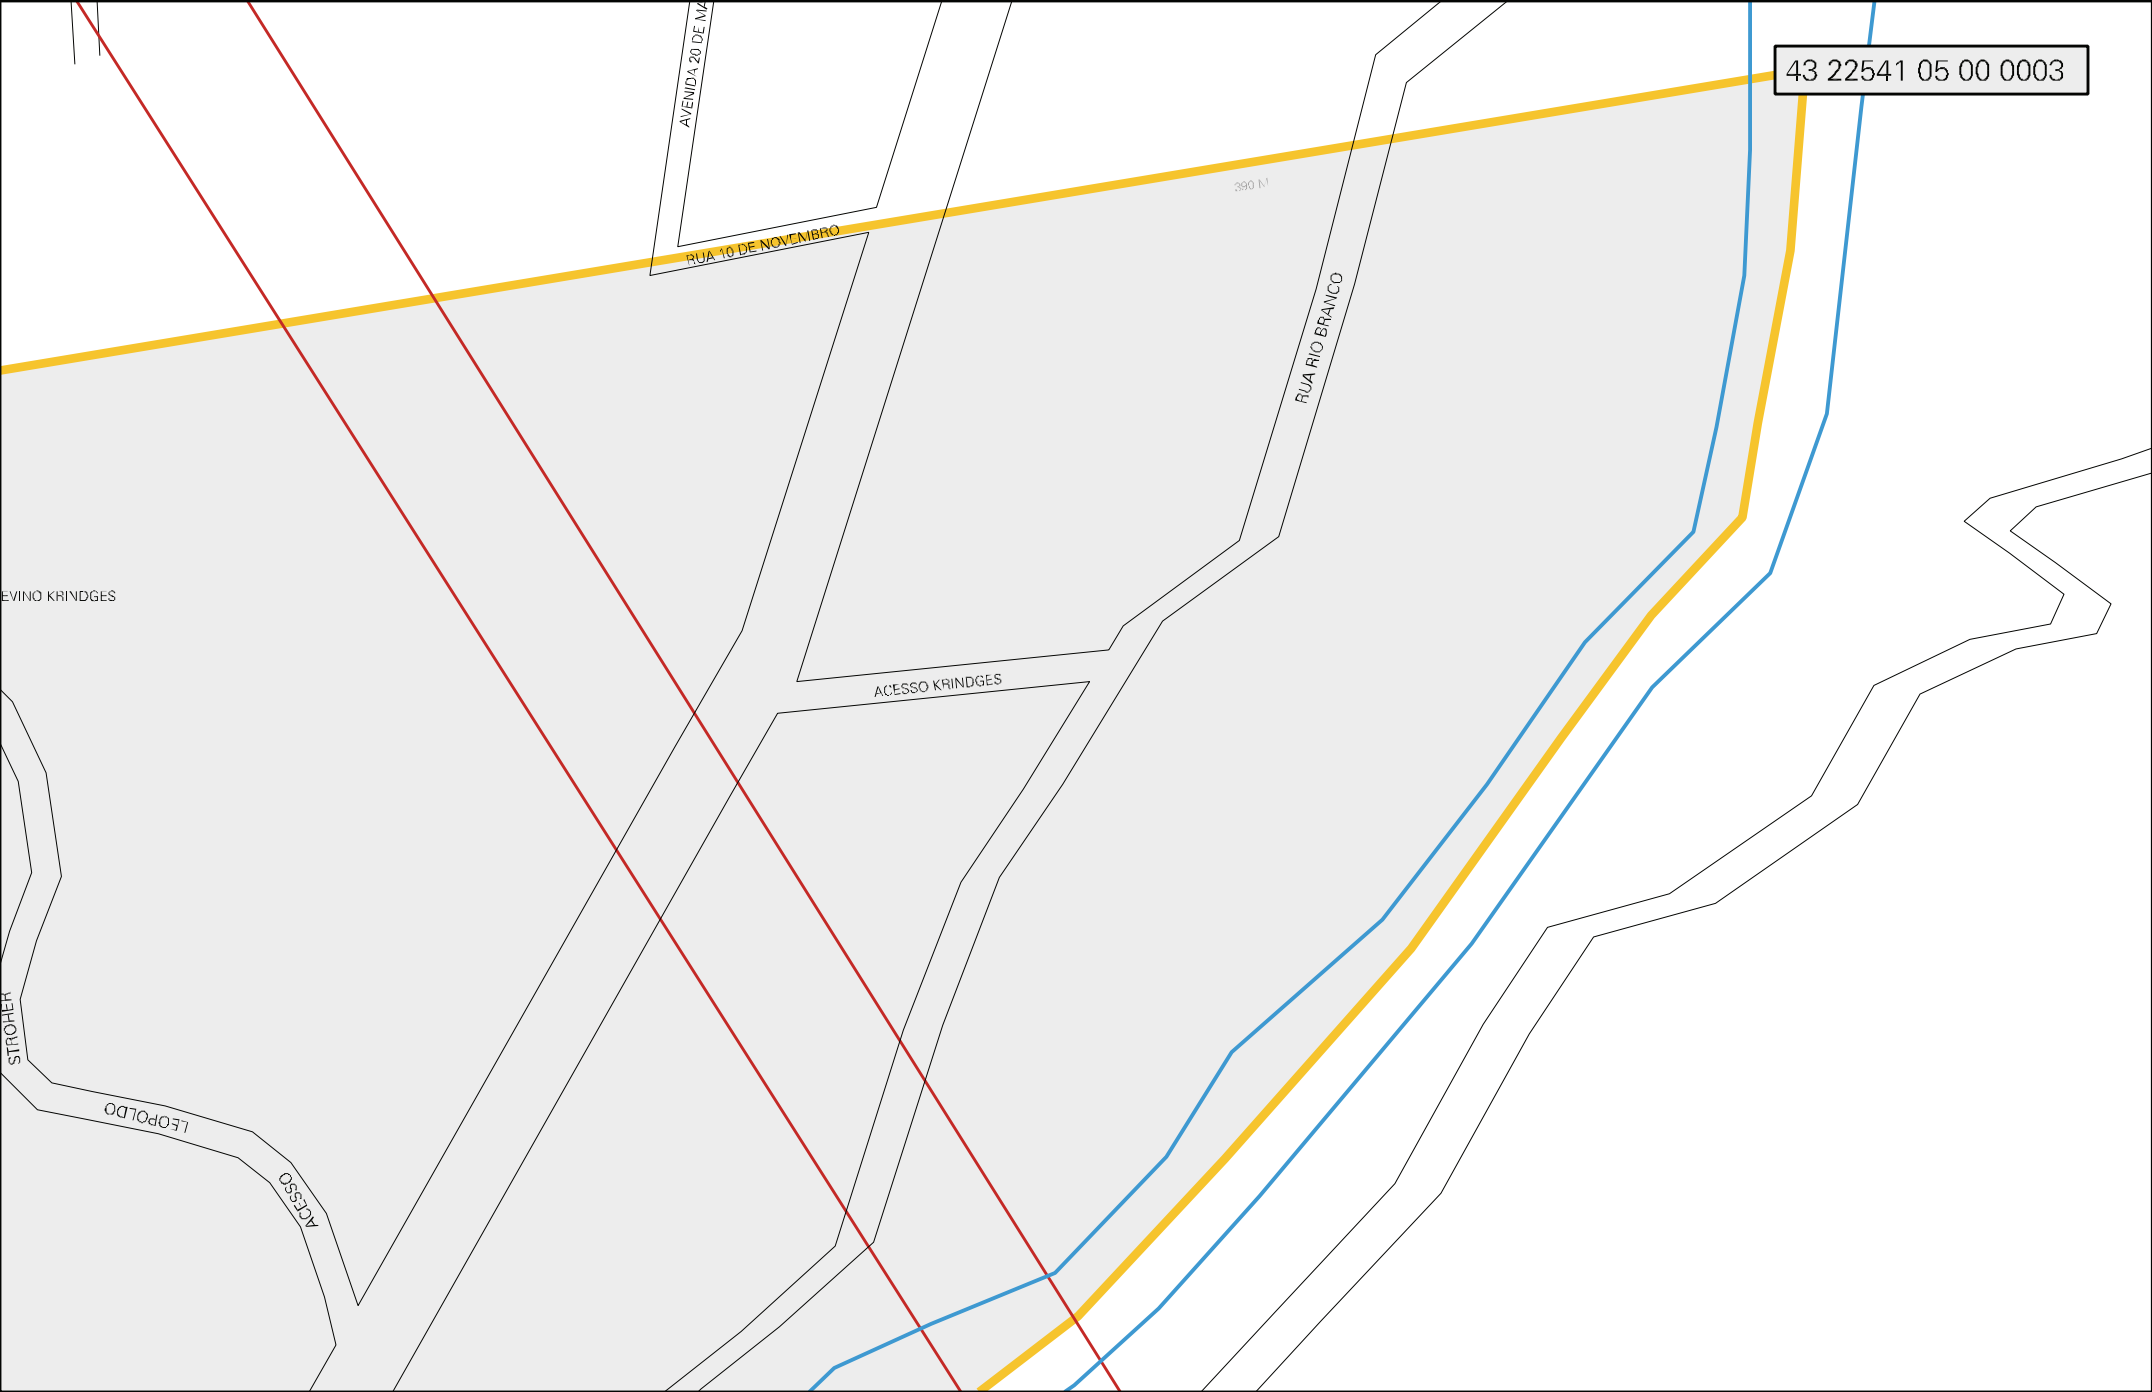 AVENIDA 20 DE MA
43 22541 05 00 0003
390 M
RUA 10 DE NOVEMBRO
RUA RIO BRANCO
EVINO KRINDGES
ACESSO KRINDGES
STROHER
LEOPOLDO
ACESSO